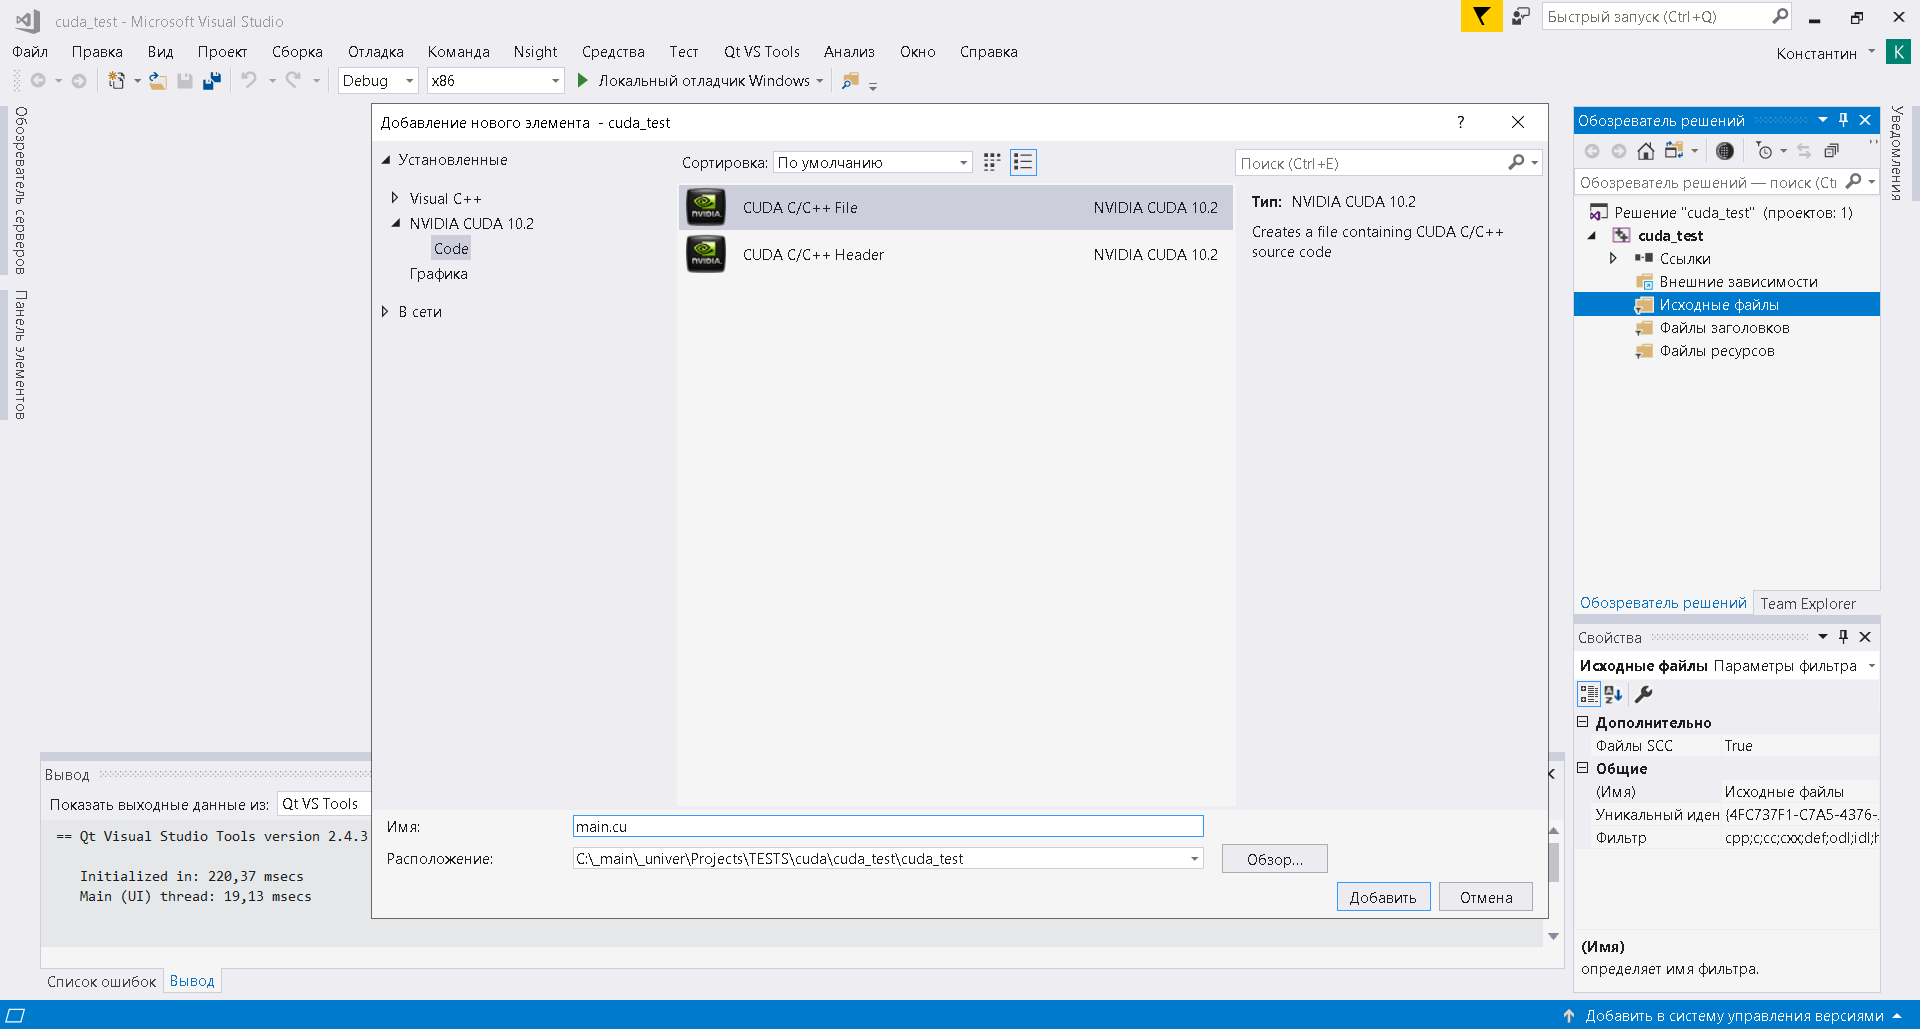 cuda_test - Microsoft Visual Studio
Быстрый запуск (Ctrl+Q)
Файл Правка Вид Проект Сборка Отладка Команда Nsight Средства Тест Qt VS Tools Анализ Окно Справка
Константин K
Debug x86 Локальный отладчик Windows
Обозреватель серверов
Панель элементов
Добавление нового элемента - cuda_test
?
Установленные
Visual C++
NVIDIA CUDA 10.2
Code
Графика
В сети
Сортировка: По умолчанию
Поиск (Ctrl+E)
CUDA C/C++ File NVIDIA CUDA 10.2
CUDA C/C++ Header NVIDIA CUDA 10.2
Тип: NVIDIA CUDA 10.2
Creates a file containing CUDA C/C++
source code
Имя: main.cu
Расположение: C:\_main\_univer\Projects\TESTS\cuda\cuda_test\cuda_test
Обзор...
Добавить Отмена
Обозреватель решений
Обозреватель решений — поиск (Ctr
Решение "cuda_test" (проектов: 1)
cuda_test
Ссылки
Внешние зависимости
Исходные файлы
Файлы заголовков
Файлы ресурсов
Обозреватель решений Team Explorer
Уведомления
Свойства
Исходные файлы Параметры фильтра
Дополнительно
Файлы SCC True
Общие
(Имя) Исходные файлы
Уникальный иден {4FC737F1-C7A5-4376-
Фильтр cpp;c;cc;cxx;def;odl;idl;h
(Имя)
определяет имя фильтра.
Вывод
Показать выходные данные из: Qt VS Tools
== Qt Visual Studio Tools version 2.4.3
Initialized in: 220,37 msecs
Main (UI) thread: 19,13 msecs
Список ошибок Вывод
Добавить в систему управления версиями